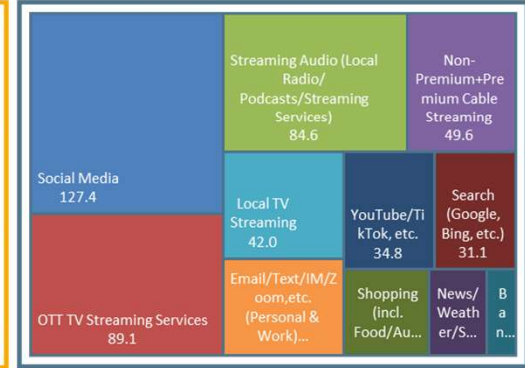 Social Media
127.4
OTT TV Streaming Services
89.1
Streaming Audio (Local
Radio/
Podcasts/Streaming
Services)
84.6
Non-
Premium+Pre
mium Cable
Streaming
49.6
Local TV
Streaming
42.0
YouTube/Ti
kTok, etc.
34.8
Search
(Google,
Bing, etc.)
31.1
Email/Text/IM/Z
oom,etc.
(Personal &
Work)...
Shopping
(incl.
Food/Au...
News/
Weath
er/S...
B
a
n...